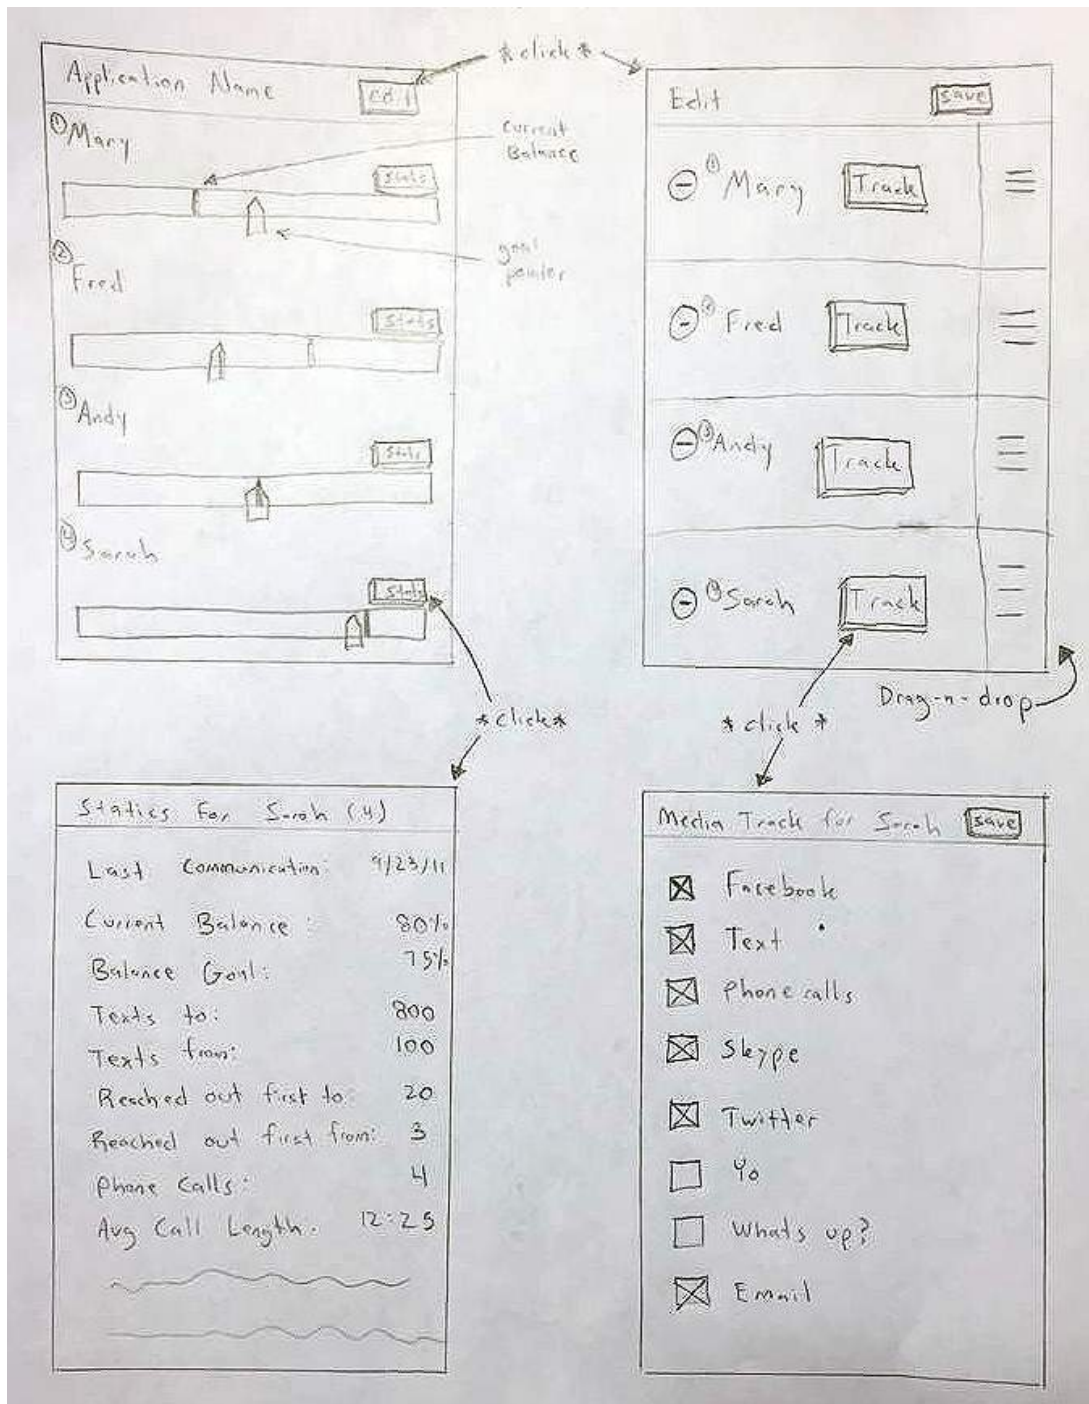 *click*
Application Name
edit
① Mary
Current
Balance
Stats
goal
pointer
② Fred
Stats
③ Andy
Stats
④ Sarah
Stats
*click*
Edit
save
① Mary Track
② Fred Track
③ Andy Track
④ Sarah Track
Drag-n-drop
*click*
Statics For Sarah (4)
Last Communication: 9/23/11
Current Balance: 80%
Balance Goal: 75%
Texts to: 800
Texts from: 100
Reached out first to: 20
Reached out first from: 3
Phone Calls: 4
Avg Call Length. 12:25
Media Track for Sarah save
Facebook
Text
Phone calls
Skype
Twitter
Yo
Whats up?
Email